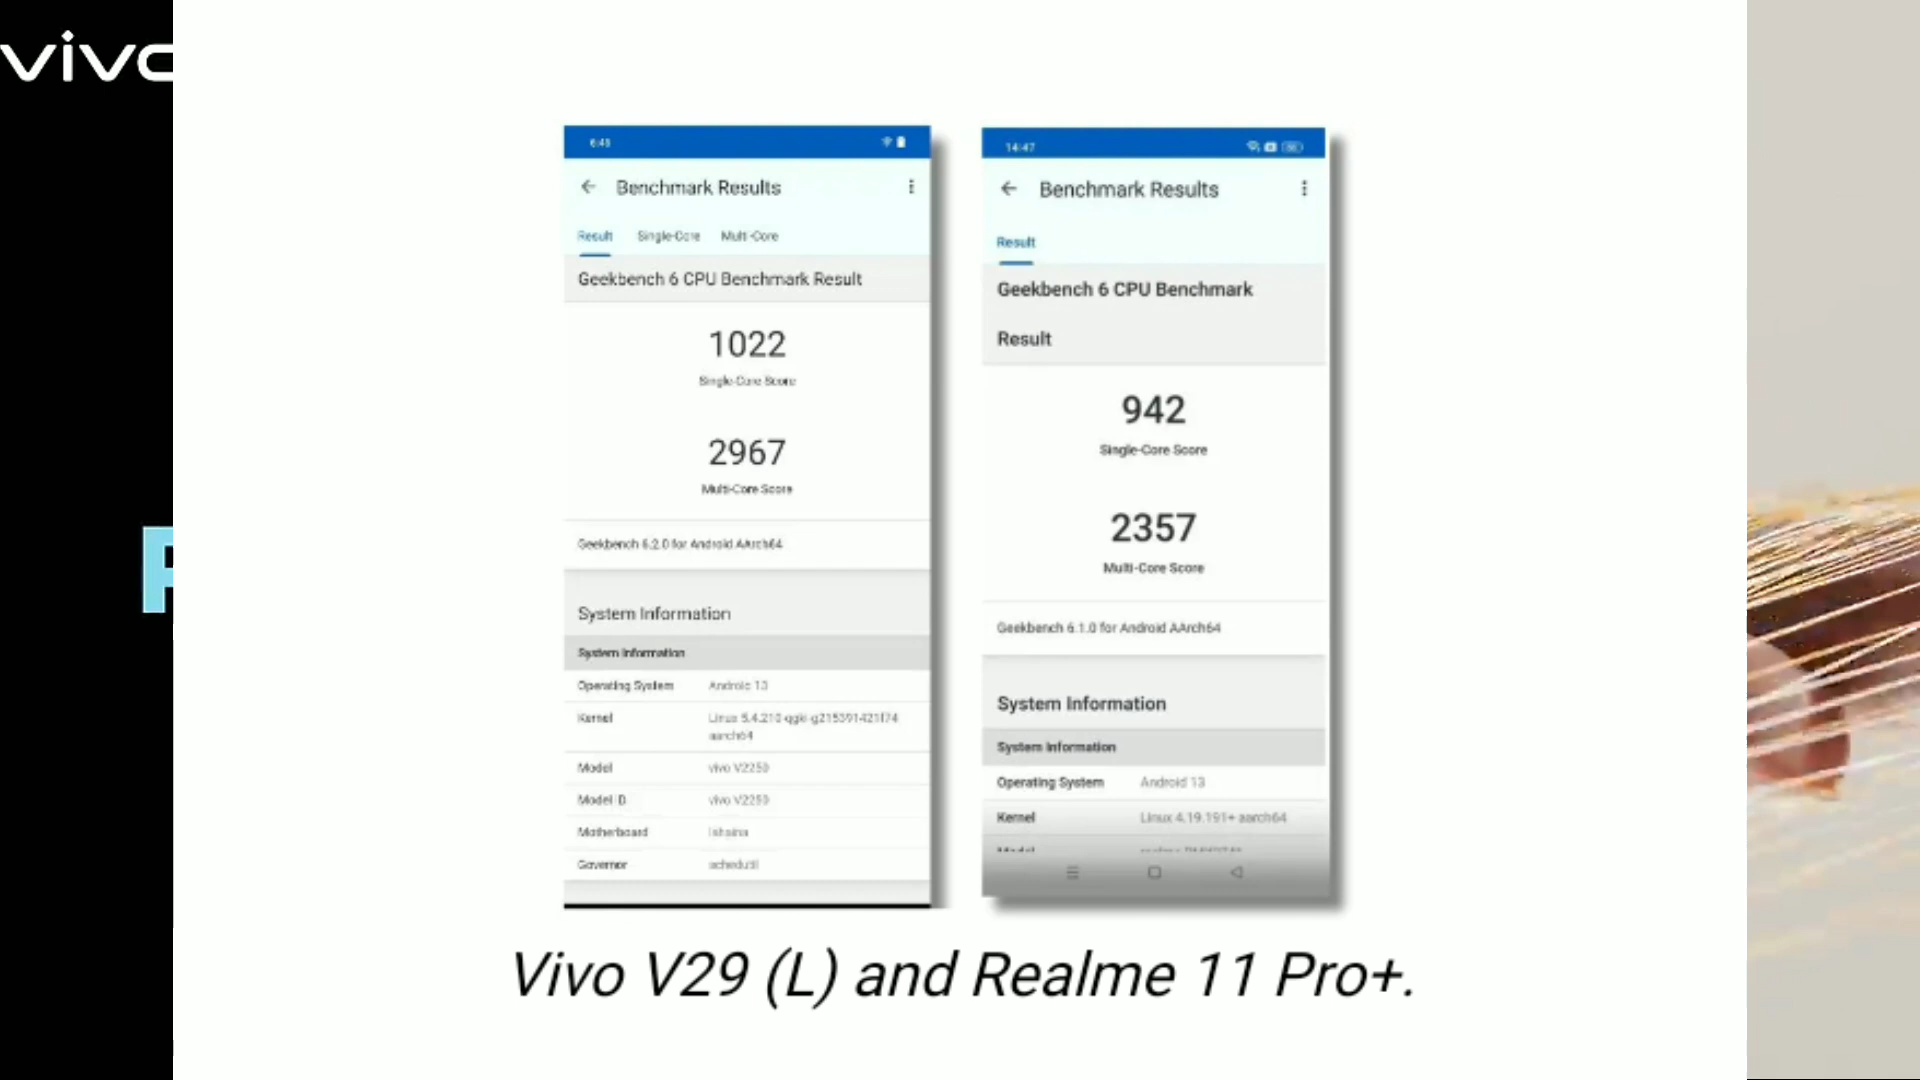 vivo
6:43
Benchmark Results
Result Single-Core Multi-Core
Geekbench 6 CPU Benchmark Result
1022
Single-Core Score
2967
Multi-Core Score
Geekbench 6.2.0 for Android AArch64
System Information
System Information
Operating System Android 13
Kernel Linux
aarch64
Model vivo V2250
Model ID vivo V2250
Motherboard
Governor schedutil
14:47
Benchmark Results
Result
Geekbench 6 CPU Benchmark
Result
942
Single-Core Score
2357
Multi-Core Score
Geekbench 6.1.0 for Android AArch64
System Information
System Information
Operating System Android 13
Kernel Linux 4.19.191+ aarch64
Vivo V29 (L) and Realme 11 Pro+.